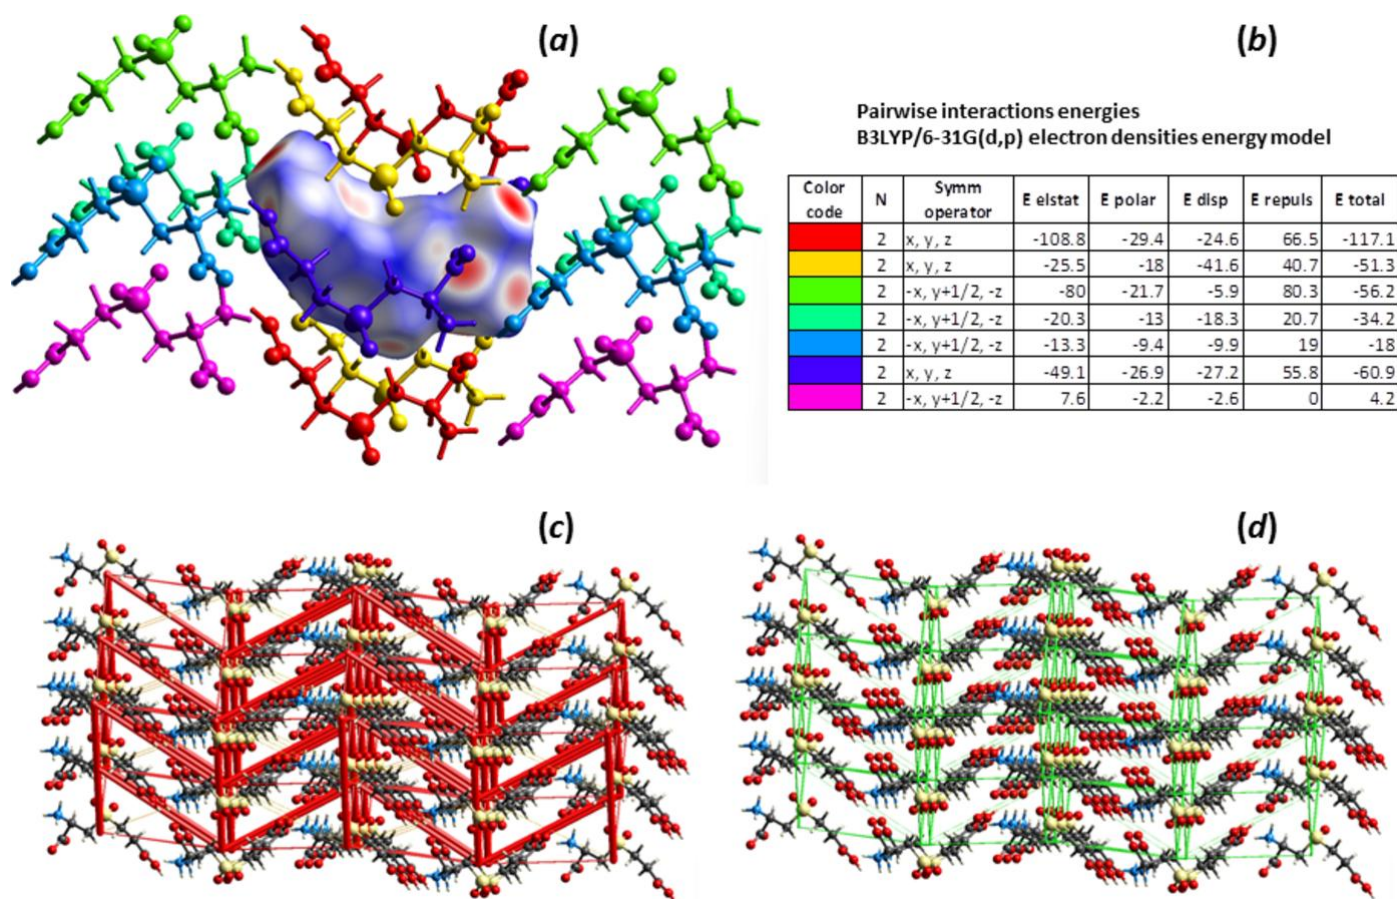 (a)
(b)
Pairwise interactions energies
B3LYP/6-31G(d,p) electron densities energy model
Color code N Symm operator E elstat E polar E disp E repuls E total
2 x, y, z -108.8 -29.4 -24.6 66.5 -117.1
2 x, y, z -25.5 -18 -41.6 40.7 -51.3
2 -x, y+1/2, -z -80 -21.7 -5.9 80.3 -56.2
2 -x, y+1/2, -z -20.3 -13 -18.3 20.7 -34.2
2 -x, y+1/2, -z -13.3 -9.4 -9.9 19 -18
2 x, y, z -49.1 -26.9 -27.2 55.8 -60.9
2 -x, y+1/2, -z 7.6 -2.2 -2.6 0 4.2
(c)
(d)